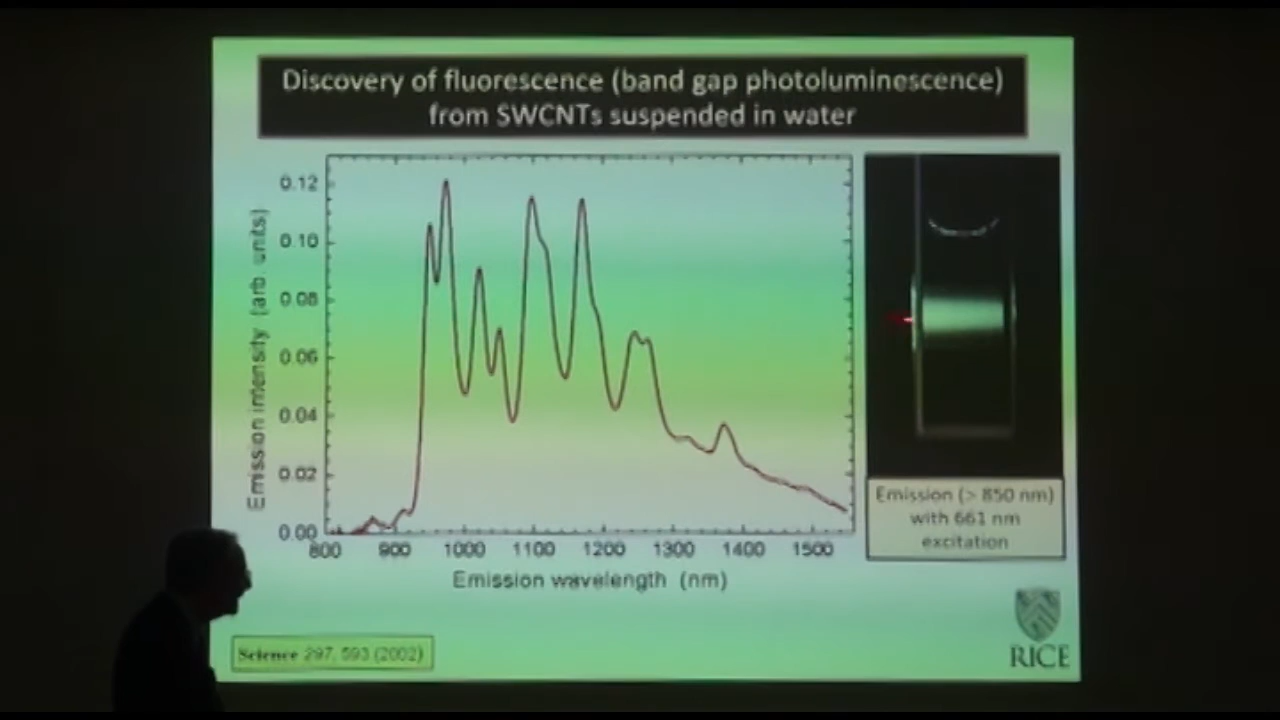 Discovery of fluorescence (band gap photoluminescence)
from SWCNTs suspended in water
0.12
0.10
0.08
0.06
0.04
0.02
0.00
Emission intensity (arb. units)
800 900 1000 1100 1200 1300 1400 1500
Emission wavelength (nm)
Emission (> 850 nm)
with 661 nm
excitation
Science 297, 593 (2002)
RICE